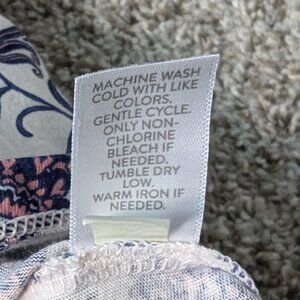 MACHINE WASH
COLD WITH LIKE
COLORS.
GENTLE CYCLE.
ONLY NON-
CHLORINE
BLEACH IF
NEEDED.
TUMBLE DRY
LOW.
WARM IRON IF
NEEDED.